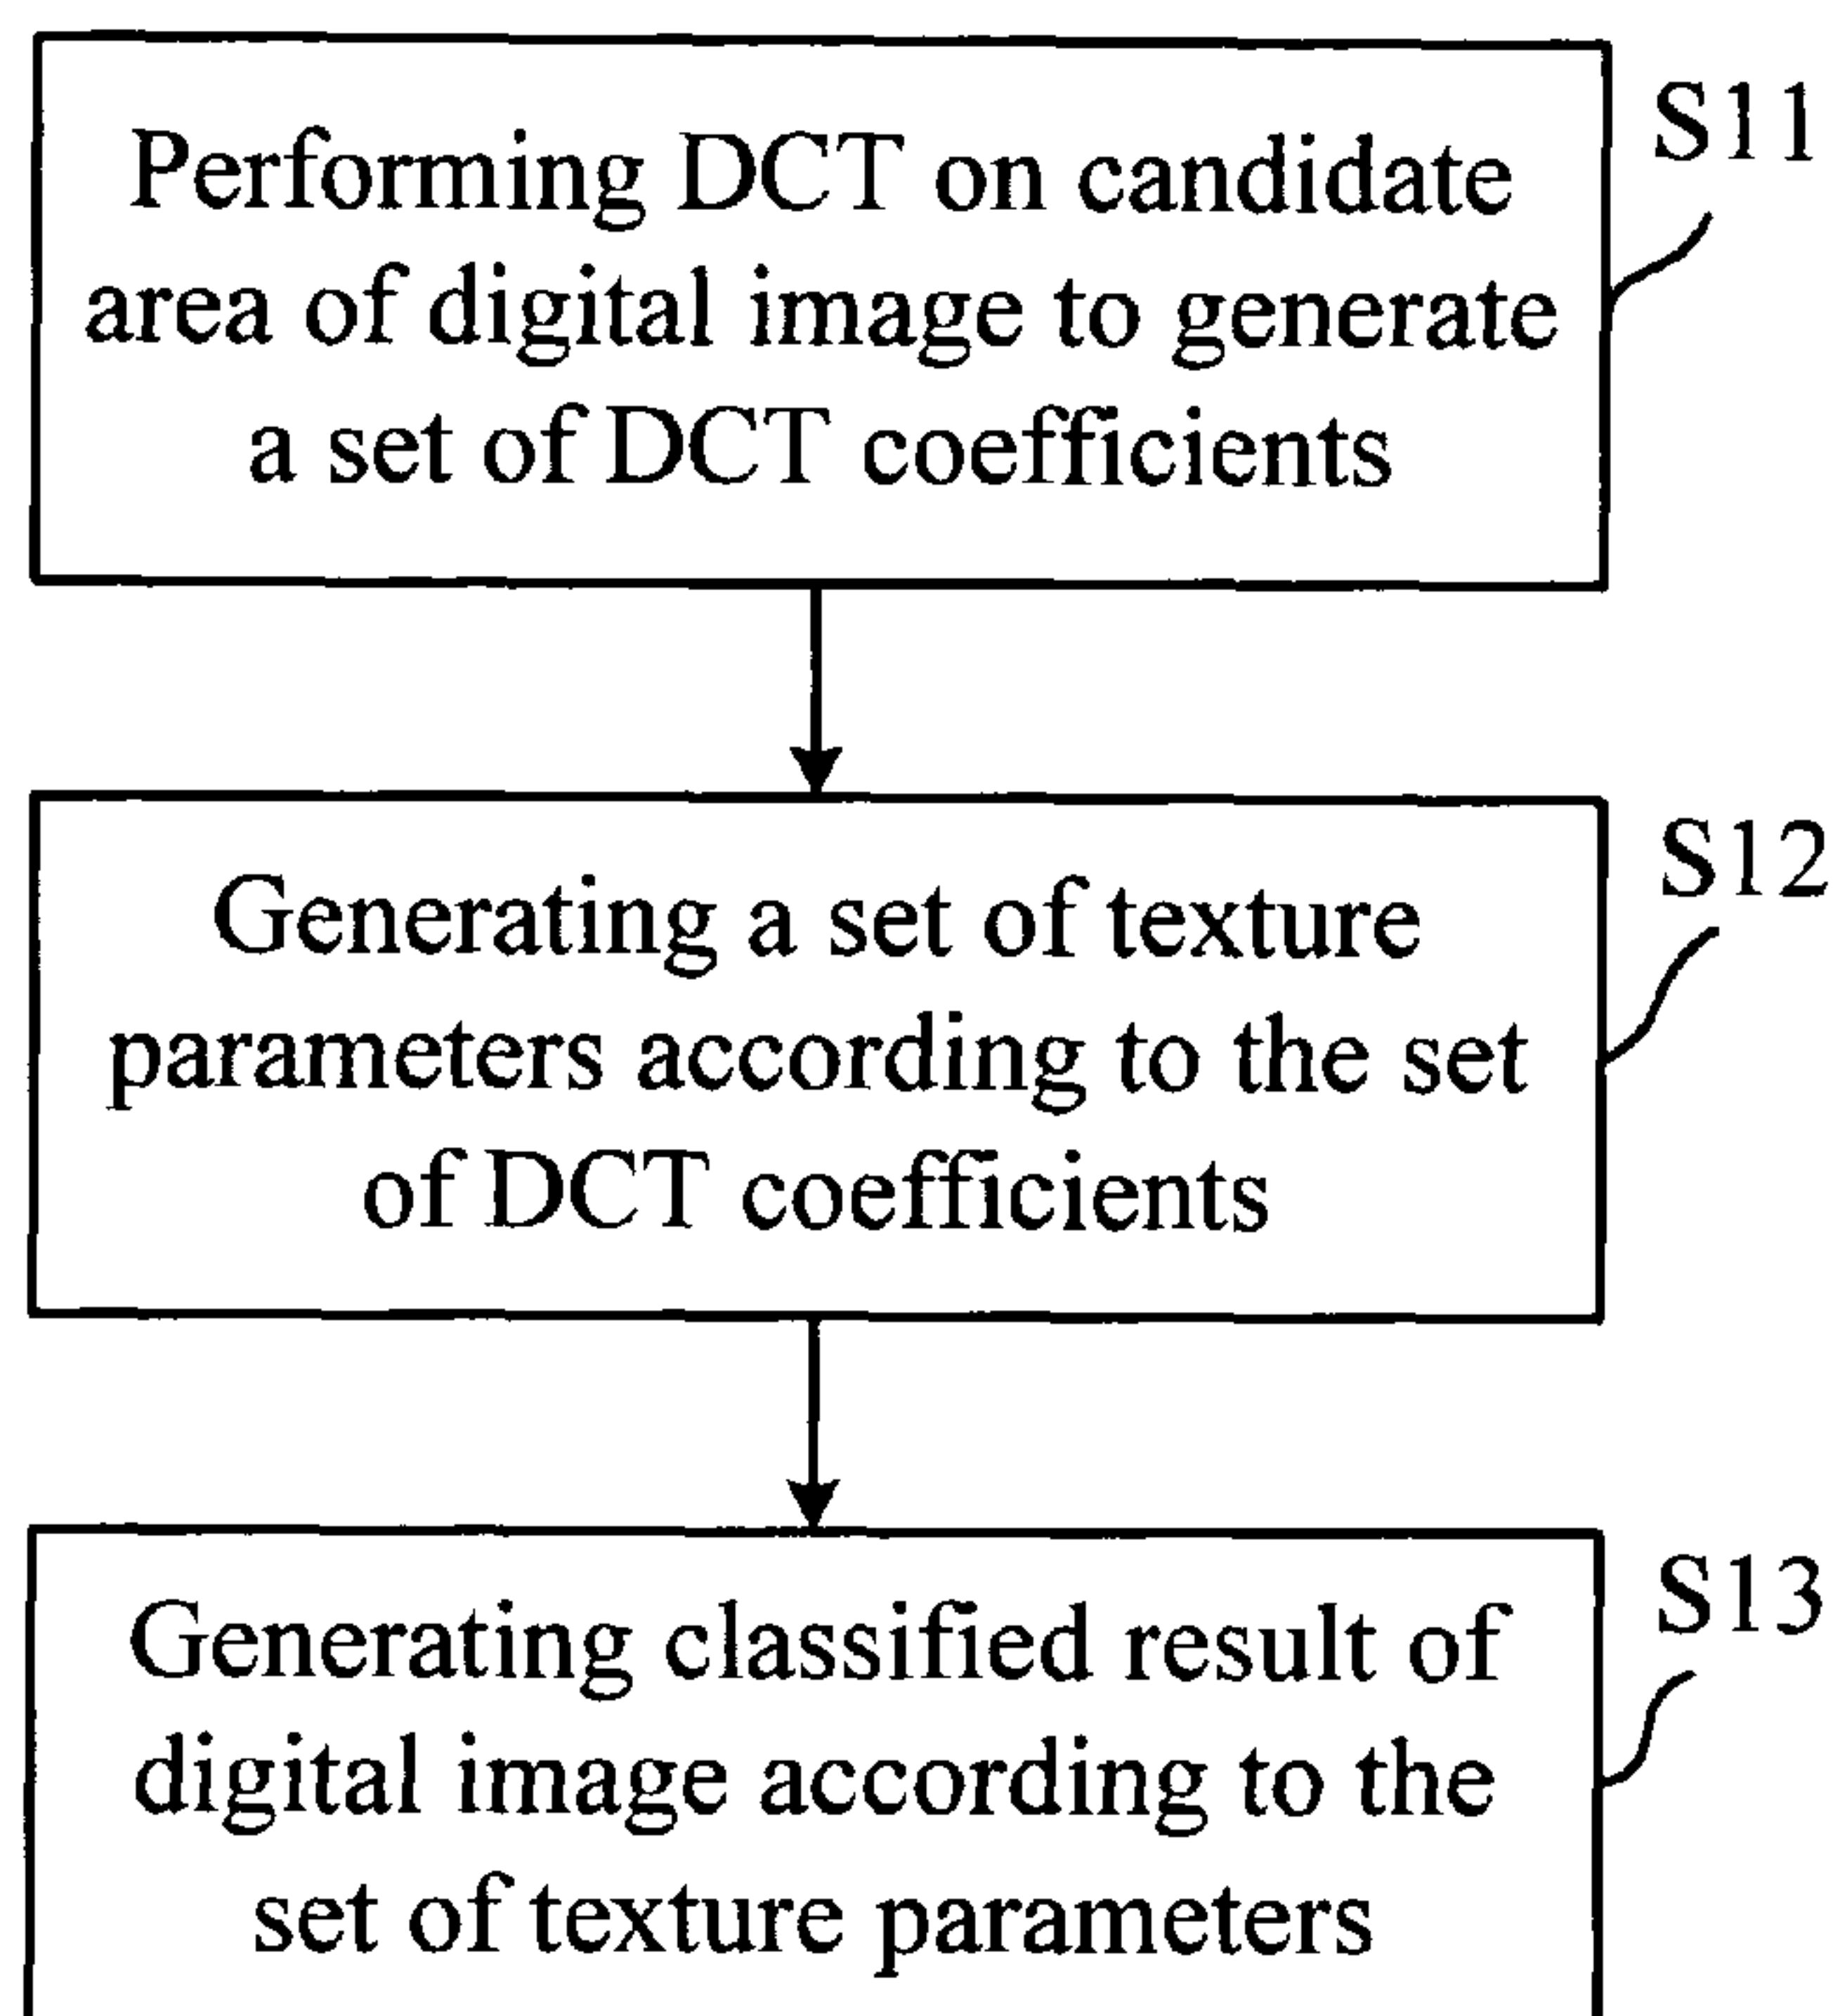 Performing DCT on candidate
area of digital image to generate
a set of DCT coefficients
S11
Generating a set of texture
parameters according to the set
of DCT coefficients
S12
Generating classified result of
digital image according to the
set of texture parameters
S13